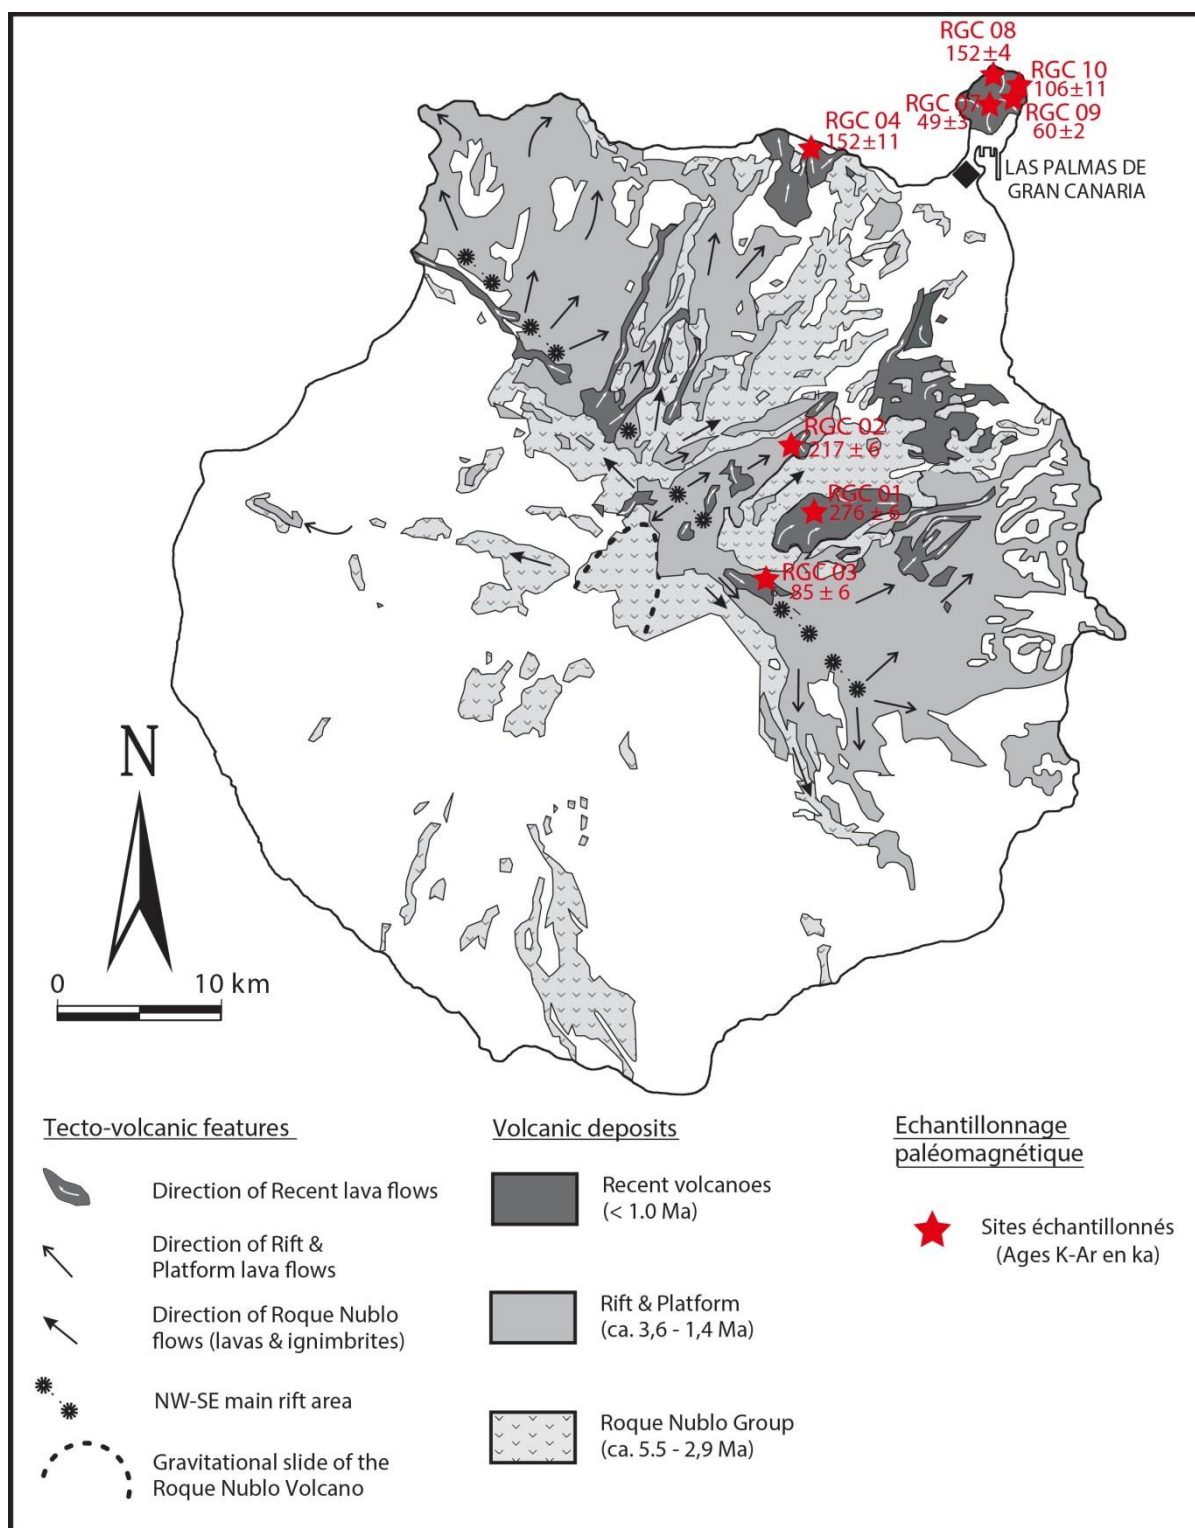 RGC 08
152±4
RGC 10
106±11
RGC 07
49±3
RGC 09
60±2
RGC 04
152±11
LAS PALMAS DE
GRAN CANARIA
RGC 02
217 ± 6
RGC 01
276 ± 6
RGC 03
85 ± 6
N
0 10 km
Tecto-volcanic features
Direction of Recent lava flows
Direction of Rift &
Platform lava flows
Direction of Roque Nublo
flows (lavas & ignimbrites)
NW-SE main rift area
Gravitational slide of the
Roque Nublo Volcano
Volcanic deposits
Recent volcanoes
(< 1.0 Ma)
Rift & Platform
(ca. 3,6 - 1,4 Ma)
Roque Nublo Group
(ca. 5.5 - 2,9 Ma)
Echantillonnage
paléomagnétique
Sites échantillonnés
(Ages K-Ar en ka)